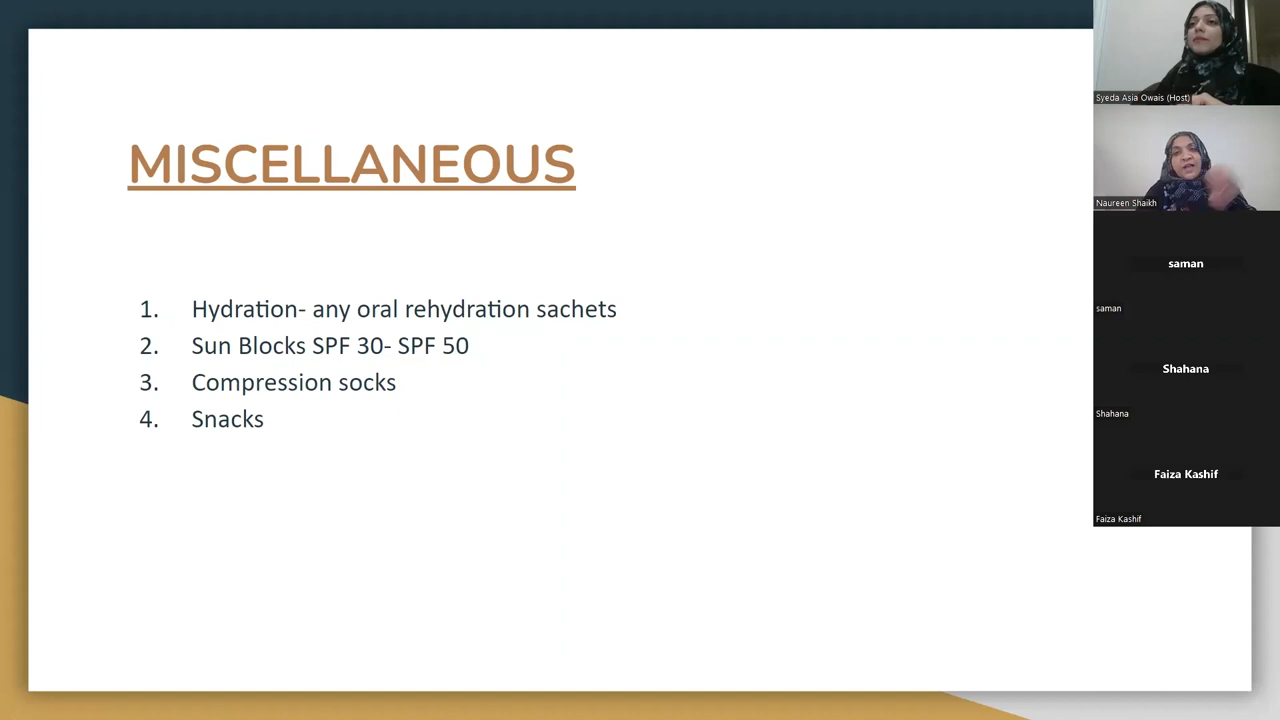 MISCELLANEOUS
1. Hydration- any oral rehydration sachets
2. Sun Blocks SPF 30- SPF 50
3. Compression socks
4. Snacks
Syeda Asia Owais (Host)
Naureen Shaikh
saman
saman
Shahana
Shahana
Faiza Kashif
Faiza Kashif